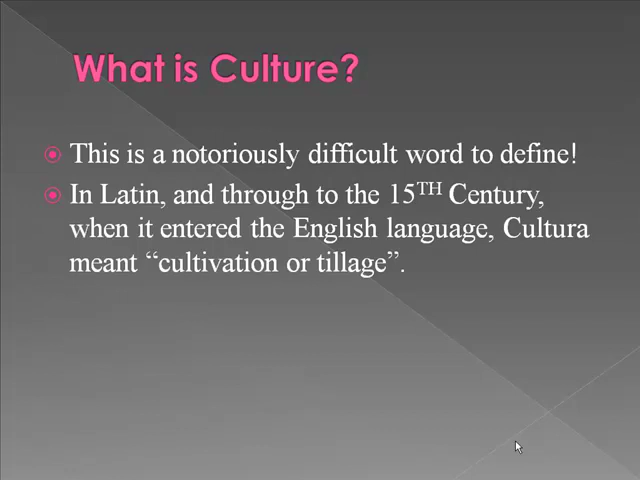 What is Culture?
This is a notoriously difficult word to define!
In Latin, and through to the 15TH Century,
when it entered the English language, Cultura
meant “cultivation or tillage”.